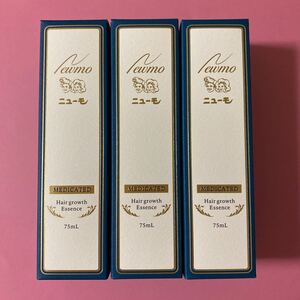 Newmo
ニューモ
MEDICATED
Hair growth
Essence
75mL
Newmo
ニューモ
MEDICATED
Hair growth
Essence
75mL
Newmo
ニューモ
MEDICATED
Hair growth
Essence
75mL